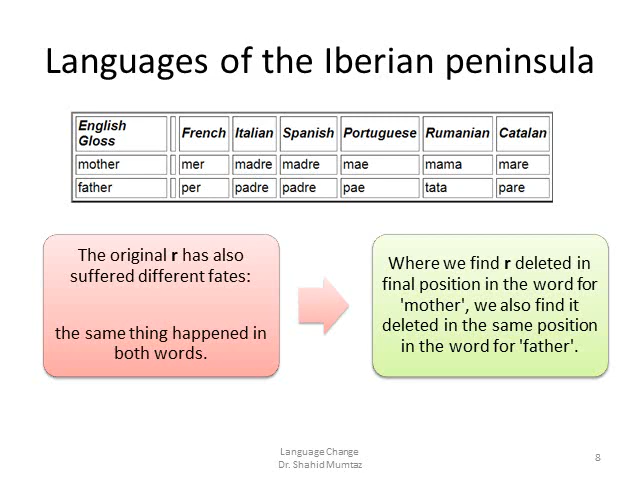 Languages of the Iberian peninsula
English Gloss French Italian Spanish Portuguese Rumanian Catalan
mother mer madre madre mae mama mare
father per padre padre pae tata pare
The original r has also
suffered different fates:
the same thing happened in
both words.
Where we find r deleted in
final position in the word for
'mother', we also find it
deleted in the same position
in the word for 'father'.
Language Change
Dr. Shahid Mumtaz
8